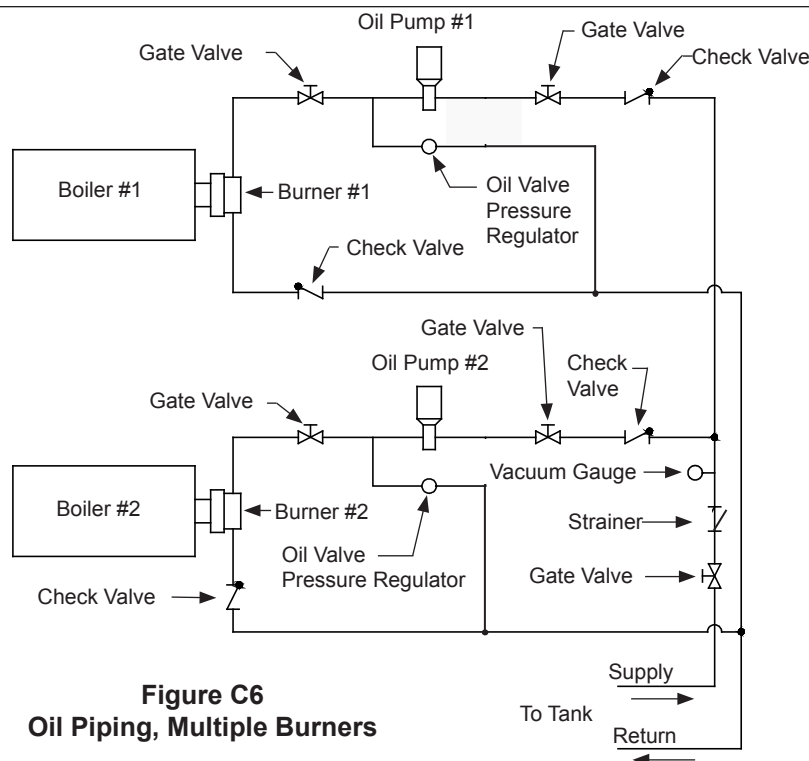 Oil Pump #1
Gate Valve
Gate Valve
Check Valve
Boiler #1
Burner #1
Oil Valve
Pressure
Regulator
Check Valve
Gate Valve
Oil Pump #2
Check
Valve
Gate Valve
Vacuum Gauge
Boiler #2
Burner #2
Strainer
Oil Valve
Pressure Regulator
Gate Valve
Check Valve
Supply
To Tank
Return
Figure C6
Oil Piping, Multiple Burners